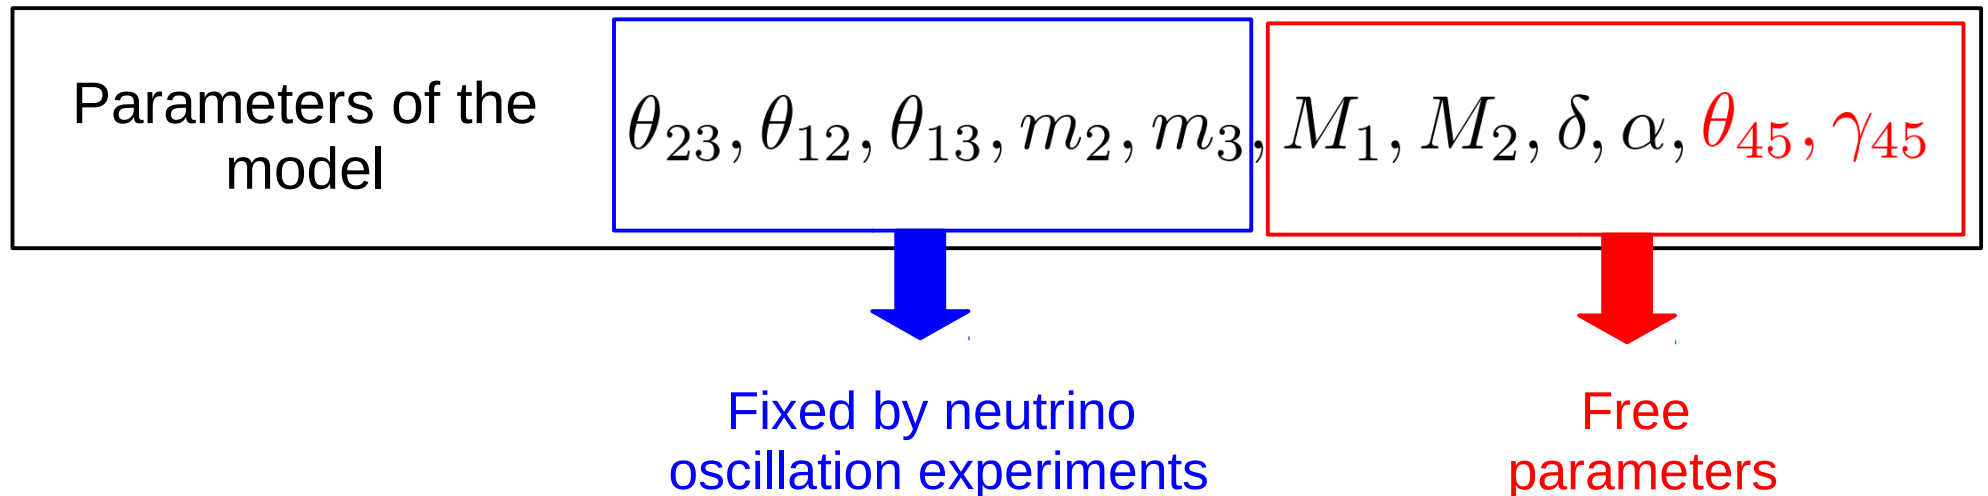 Parameters of the
model
θ₂₃, θ₁₂, θ₁₃, m₂, m₃, M₁, M₂, δ, α, θ₄₅, γ₄₅
Fixed by neutrino
oscillation experiments
Free
parameters